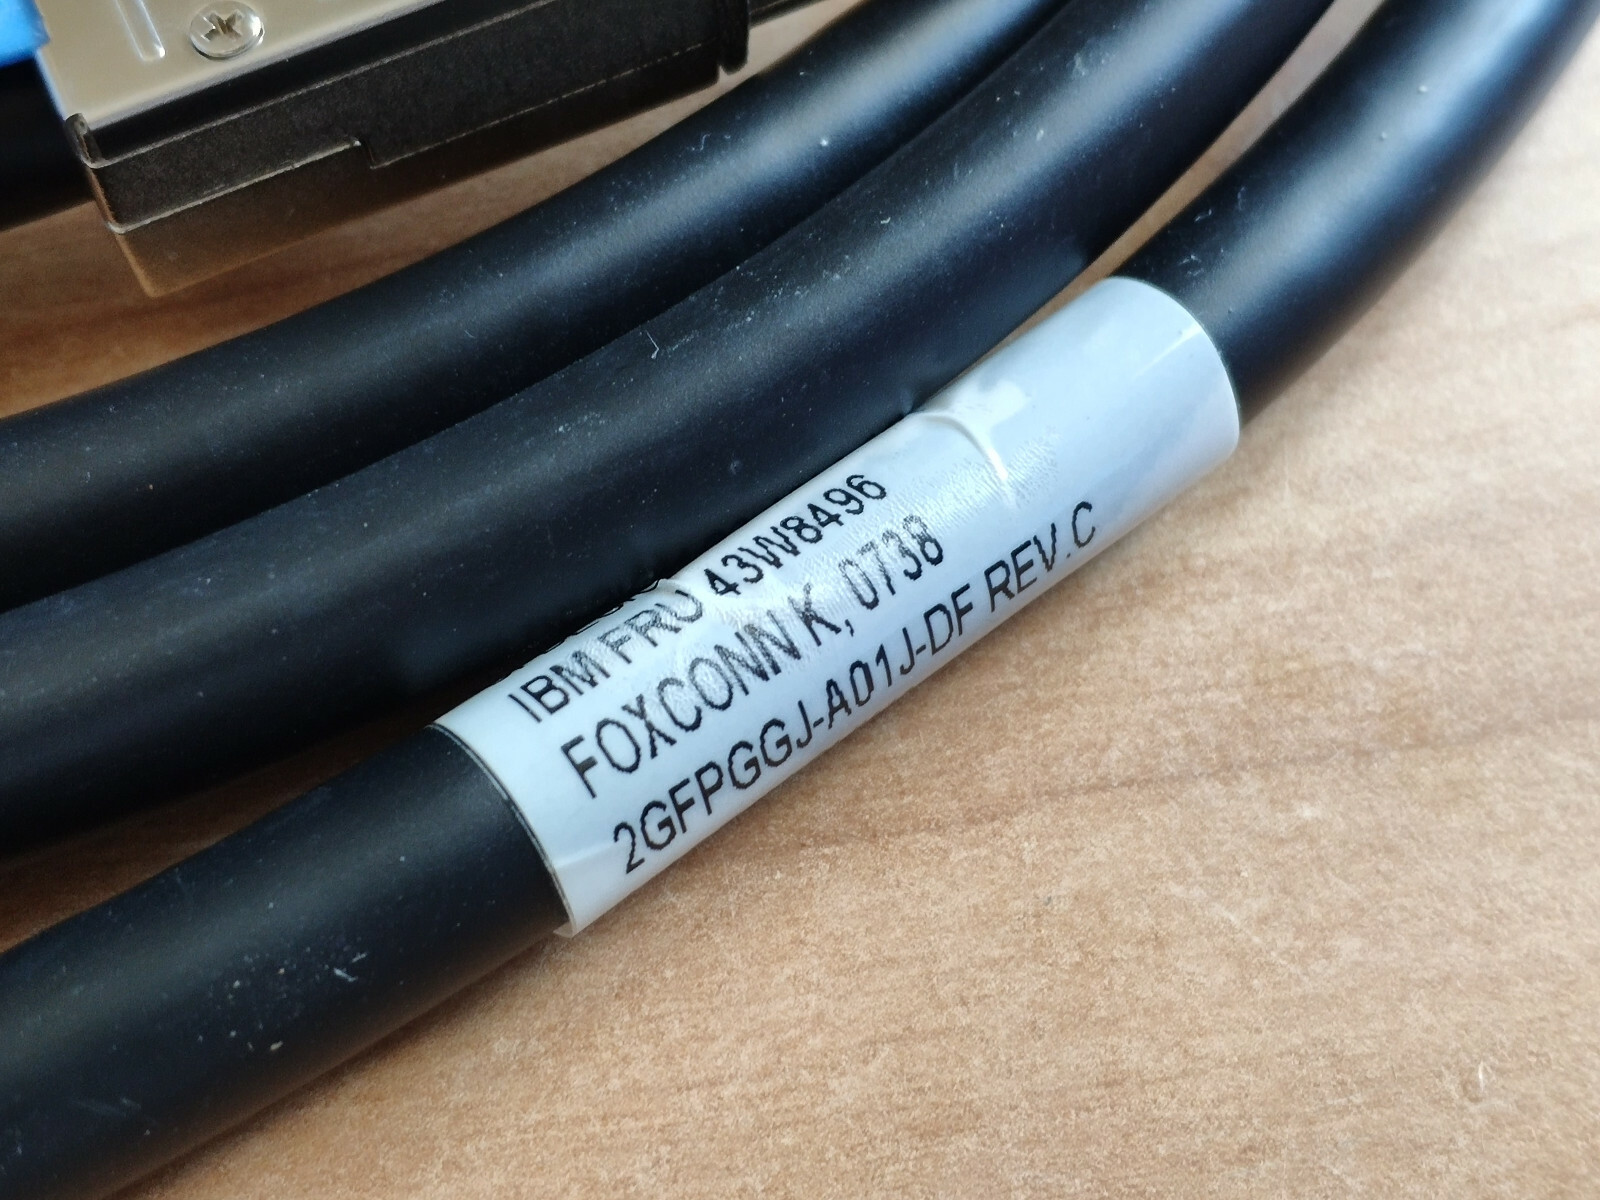 IBM FRU 43W8496
FOXCONN K, 0738
2GFPGGJ-A01J-DF REV.C